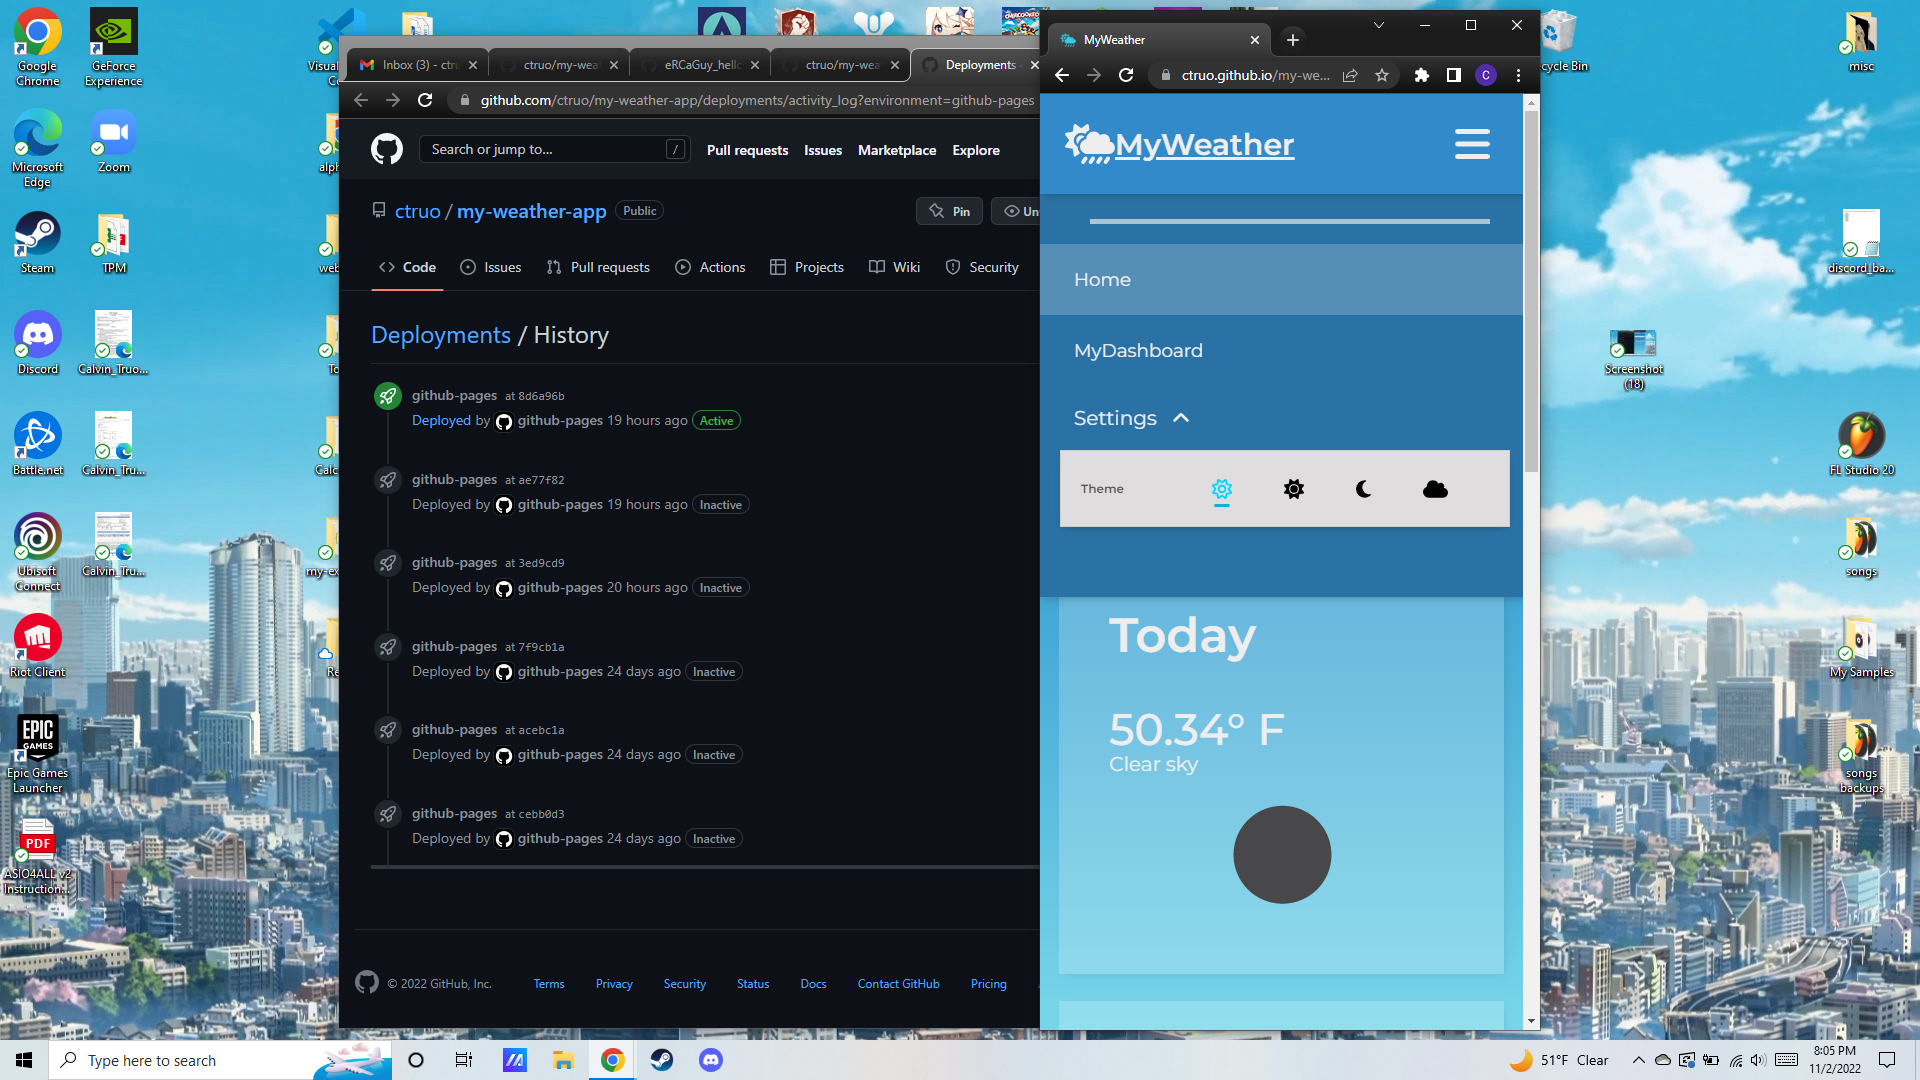 Google
Chrome
GeForce
Experience
Microsoft
Edge
Zoom
Steam
TPM
Discord
Calvin_Truo...
Battle.net
Calvin_Tru...
Ubisoft
Connect
Calvin_Tru...
Riot Client
EPIC
GAMES
Epic Games
Launcher
PDF
ASIO4ALL v2
Instruction...
Inbox (3) - ctru
ctruo/my-wea
eRCaGuy_hello
ctruo/my-wea
Deployments
github.com/ctruo/my-weather-app/deployments/activity_log?environment=github-pages
Search or jump to...
/
Pull requests
Issues
Marketplace
Explore
ctruo / my-weather-app
Public
Pin
Un
Code
Issues
Pull requests
Actions
Projects
Wiki
Security
Deployments / History
github-pages at 8d6a96b
Deployed by github-pages 19 hours ago Active
github-pages at ae77f82
Deployed by github-pages 19 hours ago Inactive
github-pages at 3ed9cd9
Deployed by github-pages 20 hours ago Inactive
github-pages at 7f9cb1a
Deployed by github-pages 24 days ago Inactive
github-pages at acebc1a
Deployed by github-pages 24 days ago Inactive
github-pages at cebb0d3
Deployed by github-pages 24 days ago Inactive
© 2022 GitHub, Inc.
Terms
Privacy
Security
Status
Docs
Contact GitHub
Pricing
MyWeather
ctruo.github.io/my-we...
C
MyWeather
Home
MyDashboard
Settings
Theme
Today
50.34° F
Clear sky
cycle Bin
misc
discord_ba...
Screenshot
(18)
FL Studio 20
songs
My Samples
songs
backups
Type here to search
51°F Clear
8:05 PM
11/2/2022